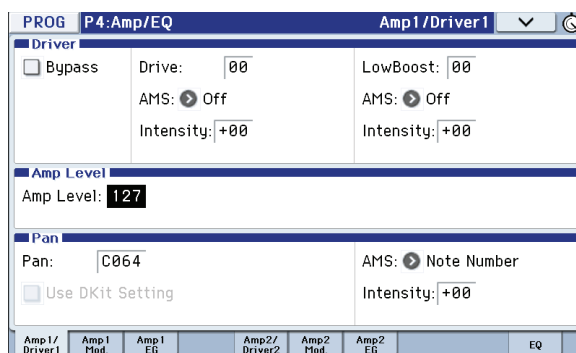 PROG P4:Amp/EQ Amp1/Driver1
Driver
Bypass Drive: 00 LowBoost: 00
AMS: Off AMS: Off
Intensity: +00 Intensity: +00
Amp Level
Amp Level: 127
Pan
Pan: C064 AMS: Note Number
Use DKit Setting Intensity: +00
Amp1/ Driver1 Amp1 Mod. Amp1 EG Amp2/ Driver2 Amp2 Mod. Amp2 EG EQ